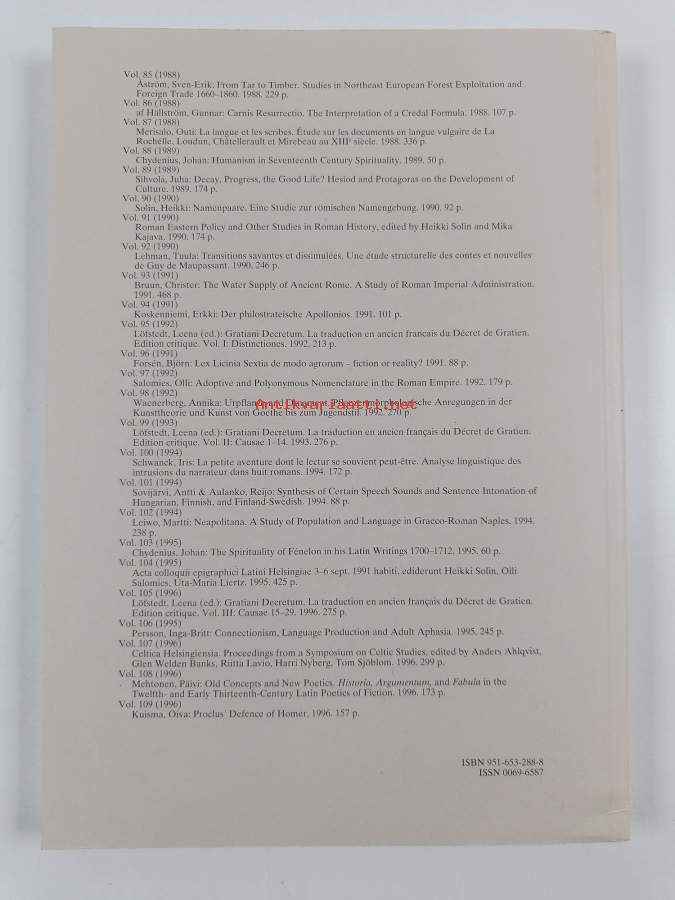 Vol. 85 (1988)
Åström, Sven-Erik: From Tar to Timber. Studies in Northeast European Forest Exploitation and
Foreign Trade 1660–1860. 1988. 229 p.
Vol. 86 (1988)
af Hällström, Gunnar: Carnis Resurrectio. The Interpretation of a Credal Formula. 1988. 107 p.
Vol. 87 (1988)
Merisalo, Outi: La langue et les scribes. Étude sur les documents en langue vulgaire de La
Rochelle, Loudun, Châtellerault et Mirebeau au XIIIe siècle. 1988. 336 p.
Vol. 88 (1989)
Chydenius, Johan: Humanism in Seventeenth Century Spirituality. 1989. 50 p.
Vol. 89 (1989)
Sihvola, Juha: Decay, Progress, the Good Life? Hesiod and Protagoras on the Development of
Culture. 1989. 174 p.
Vol. 90 (1990)
Solin, Heikki: Namenpaare. Eine Studie zur römischen Namengebung. 1990. 92 p.
Vol. 91 (1990)
Roman Eastern Policy and Other Studies in Roman History, edited by Heikki Solin and Mika
Kajava. 1990. 174 p.
Vol. 92 (1990)
Lehman, Tuula: Transitions savantes et dissimulées. Une étude structurelle des contes et nouvelles
de Guy de Maupassant. 1990. 246 p.
Vol. 93 (1991)
Bruun, Christer: The Water Supply of Ancient Rome. A Study of Roman Imperial Administration.
1991. 468 p.
Vol. 94 (1991)
Koskenniemi, Erkki: Der philostrateische Apollonios. 1991. 101 p.
Vol. 95 (1992)
Löfstedt, Leena (ed.): Gratiani Decretum. La traduction en ancien francais du Décret de Gratien.
Edition critique. Vol. I: Distinctiones. 1992. 213 p.
Vol. 96 (1991)
Forsén, Björn: Lex Licinia Sextia de modo agrorum – fiction or reality? 1991. 88 p.
Vol. 97 (1992)
Salomies, Olli: Adoptive and Polyonymous Nomenclature in the Roman Empire. 1992. 179 p.
Vol. 98 (1992)
Waenerberg, Annika: Urpflanze und Ornament. Pflanzenmorphologische Anregungen in der
Antikvariaatti.net
Kunsttheorie und Kunst von Goethe bis zum Jugendstil. 1992. 270 p.
Vol. 99 (1993)
Löfstedt, Leena (ed.): Gratiani Decretum. La traduction en ancien français du Décret de Gratien.
Edition critique. Vol. II: Causae 1–14. 1993. 276 p.
Vol. 100 (1994)
Schwanck, Iris: La petite aventure dont le lectur se souvient peut-être. Analyse linguistique des
intrusions du narrateur dans huit romans. 1994. 172 p.
Vol. 101 (1994)
Sovijärvi, Antti & Aulanko, Reijo: Synthesis of Certain Speech Sounds and Sentence Intonation of
Hungarian, Finnish, and Finland-Swedish. 1994. 88 p.
Vol. 102 (1994)
Leiwo, Martti: Neapolitana. A Study of Population and Language in Graeco-Roman Naples. 1994.
238 p.
Vol. 103 (1995)
Chydenius, Johan: The Spirituality of Fénelon in his Latin Writings 1700–1712. 1995. 60 p.
Vol. 104 (1995)
Acta colloquii epigraphici Latini Helsingiae 3–6 sept. 1991 habiti, ediderunt Heikki Solin, Olli
Salomies, Uta-Maria Liertz. 1995. 425 p.
Vol. 105 (1996)
Löfstedt, Leena (ed.): Gratiani Decretum. La traduction en ancien français du Décret de Gratien.
Edition critique. Vol. III: Causae 15–29. 1996. 275 p.
Vol. 106 (1995)
Persson, Inga-Britt: Connectionism, Language Production and Adult Aphasia. 1995. 245 p.
Vol. 107 (1996)
Celtica Helsingiensia. Proceedings from a Symposium on Celtic Studies, edited by Anders Ahlqvist,
Glen Welden Banks, Riitta Lavio, Harri Nyberg, Tom Sjöblom. 1996. 299 p.
Vol. 108 (1996)
Mehtonen, Päivi: Old Concepts and New Poetics. Historia, Argumentum, and Fabula in the
Twelfth- and Early Thirteenth-Century Latin Poetics of Fiction. 1996. 173 p.
Vol. 109 (1996)
Kuisma, Oiva: Proclus' Defence of Homer, 1996. 157 p.
ISBN 951-653-288-8
ISSN 0069-6587